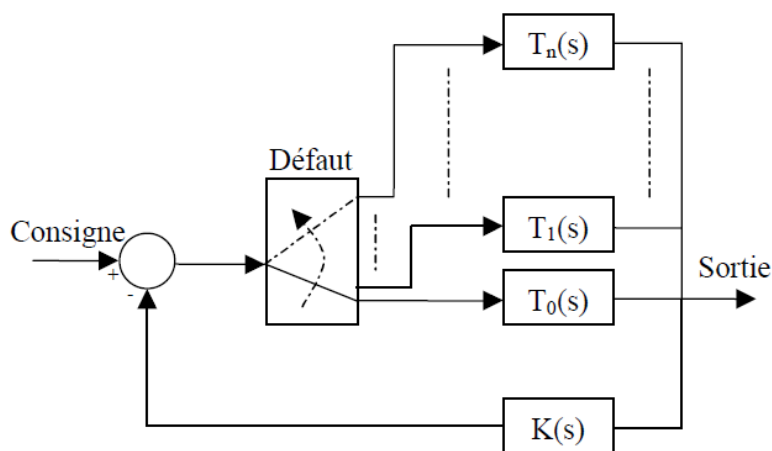 Tn(s)
Défaut
Consigne
T1(s)
+
Sortie
-
T0(s)
K(s)